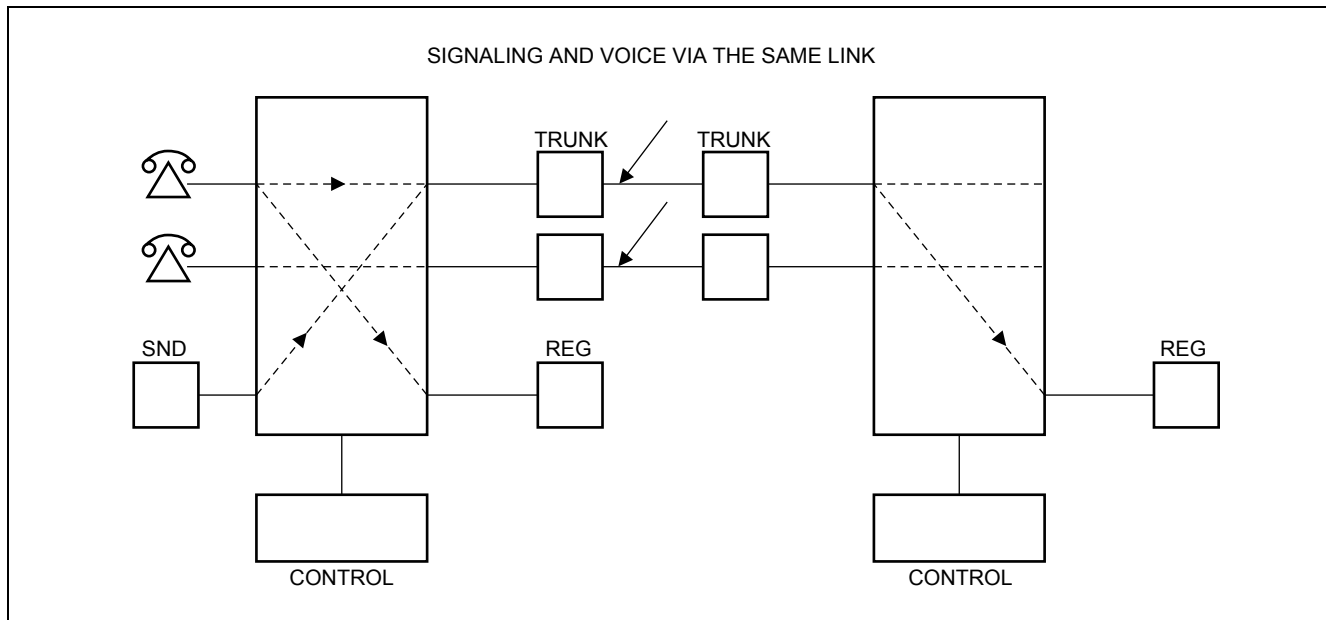 SIGNALING AND VOICE VIA THE SAME LINK
TRUNK TRUNK
SND REG REG
CONTROL CONTROL